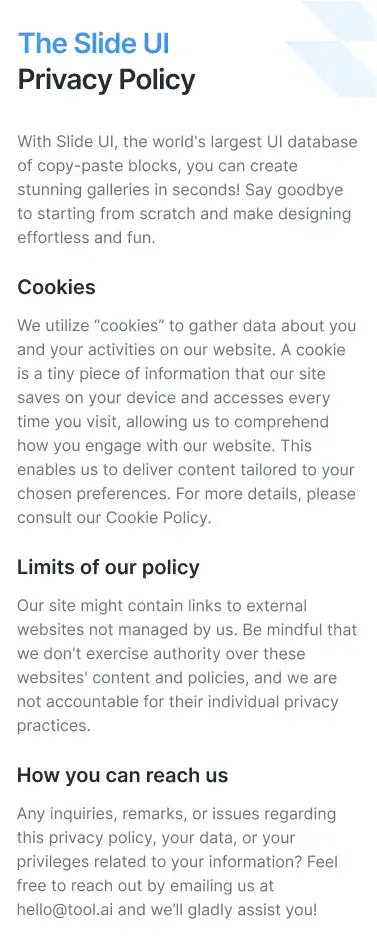 The Slide UI
Privacy Policy
With Slide UI, the world's largest UI database
of copy-paste blocks, you can create
stunning galleries in seconds! Say goodbye
to starting from scratch and make designing
effortless and fun.
Cookies
We utilize “cookies” to gather data about you
and your activities on our website. A cookie
is a tiny piece of information that our site
saves on your device and accesses every
time you visit, allowing us to comprehend
how you engage with our website. This
enables us to deliver content tailored to your
chosen preferences. For more details, please
consult our Cookie Policy.
Limits of our policy
Our site might contain links to external
websites not managed by us. Be mindful that
we don't exercise authority over these
websites' content and policies, and we are
not accountable for their individual privacy
practices.
How you can reach us
Any inquiries, remarks, or issues regarding
this privacy policy, your data, or your
privileges related to your information? Feel
free to reach out by emailing us at
hello@tool.ai and we’ll gladly assist you!